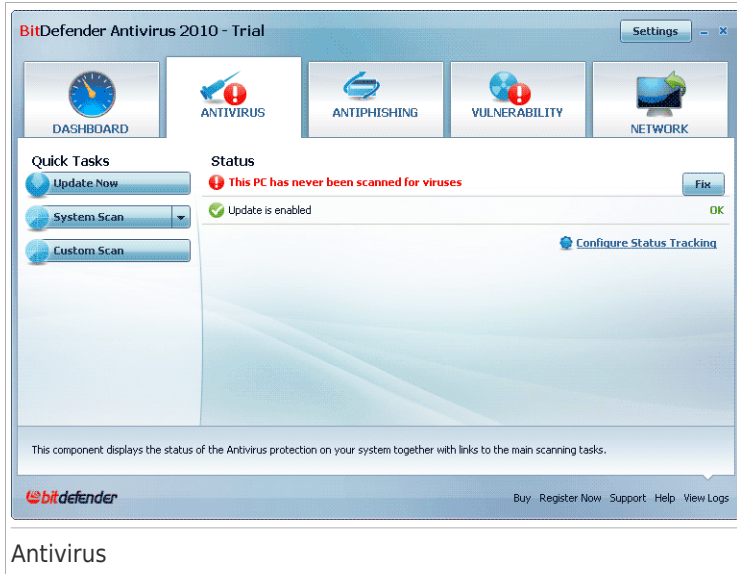 BitDefender Antivirus 2010 - Trial
Settings
DASHBOARD
ANTIVIRUS
ANTIPHISHING
VULNERABILITY
NETWORK
Quick Tasks
Update Now
System Scan
Custom Scan
Status
This PC has never been scanned for viruses
Fix
Update is enabled
OK
Configure Status Tracking
This component displays the status of the Antivirus protection on your system together with links to the main scanning tasks.
bitdefender
Buy Register Now Support Help View Logs
Antivirus